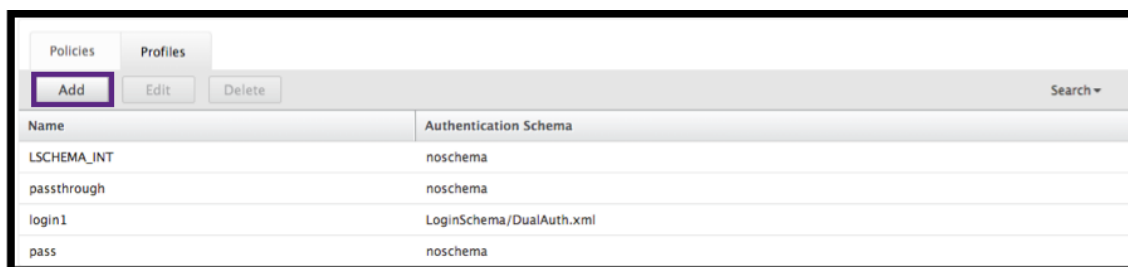 Policies Profiles
Add Edit Delete Search
Name Authentication Schema
LSCHEMA_INT noschema
passthrough noschema
login1 LoginSchema/DualAuth.xml
pass noschema